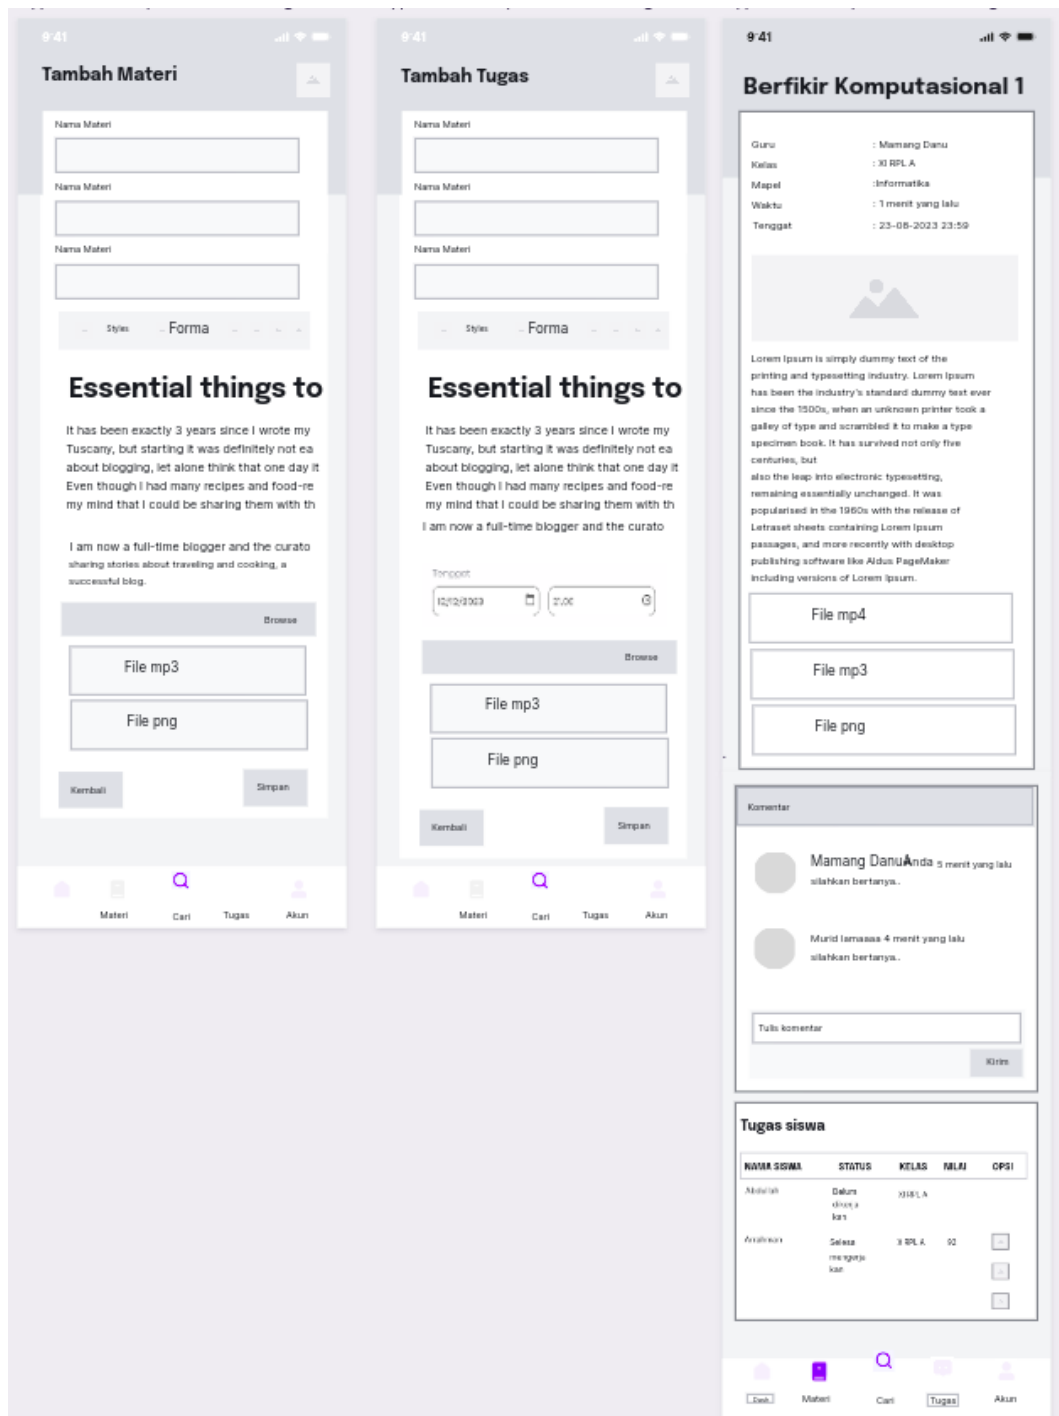 9:41
Tambah Materi
Nama Materi
Nama Materi
Nama Materi
Styles
Forma
Essential things to
It has been exactly 3 years since I wrote my
Tuscany, but starting it was definitely not ea
about blogging, let alone think that one day it
Even though I had many recipes and food-re
my mind that I could be sharing them with th
I am now a full-time blogger and the curato
sharing stories about traveling and cooking, a
successful blog.
Browse
File mp3
File png
Kembali
Simpan
Materi
Cari
Tugas
Akun
9:41
Tambah Tugas
Nama Materi
Nama Materi
Nama Materi
Styles
Forma
Essential things to
It has been exactly 3 years since I wrote my
Tuscany, but starting it was definitely not ea
about blogging, let alone think that one day it
Even though I had many recipes and food-re
my mind that I could be sharing them with th
I am now a full-time blogger and the curato
Tenggat
12/12/2023
21.00
Browse
File mp3
File png
Kembali
Simpan
Materi
Cari
Tugas
Akun
9:41
Berfikir Komputasional 1
Guru : Mamang Danu
Kelas : XI RPL A
Mapel :Informatika
Waktu : 1 menit yang lalu
Tenggat : 23-08-2023 23:59
Lorem Ipsum is simply dummy text of the
printing and typesetting industry. Lorem Ipsum
has been the industry's standard dummy text ever
since the 1500s, when an unknown printer took a
galley of type and scrambled it to make a type
specimen book. It has survived not only five
centuries, but
also the leap into electronic typesetting,
remaining essentially unchanged. It was
popularised in the 1960s with the release of
Letraset sheets containing Lorem Ipsum
passages, and more recently with desktop
publishing software like Aldus PageMaker
including versions of Lorem Ipsum.
File mp4
File mp3
File png
Komentar
Mamang Danu Anda 5 menit yang lalu
silahkan bertanya..
Murid lamaaaa 4 menit yang lalu
silahkan bertanya..
Tulis komentar
Kirim
Tugas siswa
NAMA SISWA STATUS KELAS NILAI OPSI
Abdullah
XI RPL A
Selesa
mengerja
kan
X RPL A
90
Materi
Cari
Tugas
Akun